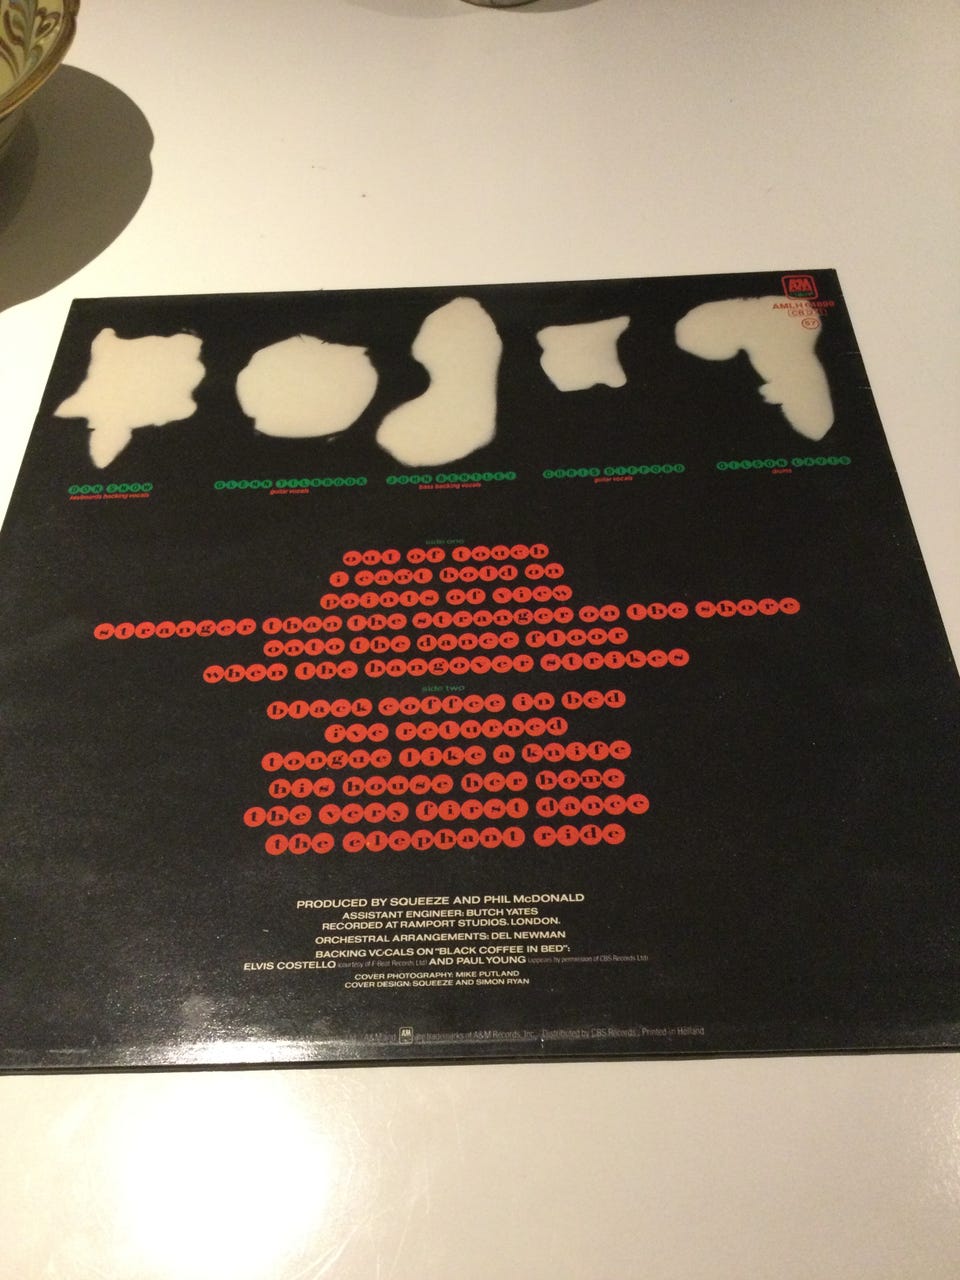 A&M
AMLH 64899
CB 271
57
DON SNOW
keyboards backing vocals
GLENN TILBROOK
guitar vocals
JOHN BENTLEY
bass backing vocals
CHRIS DIFFORD
guitar vocals
GILSON LAVIS
drums
side one
out of touch
i can't hold on
points of view
stranger than the stranger on the shore
onto the dance floor
when the hangover strikes
side two
black coffee in bed
i've returned
tongue like a knife
his house her home
the very first dance
the elephant ride
PRODUCED BY SQUEEZE AND PHIL McDONALD
ASSISTANT ENGINEER: BUTCH YATES
RECORDED AT RAMPORT STUDIOS. LONDON.
ORCHESTRAL ARRANGEMENTS: DEL NEWMAN
BACKING VOCALS ON "BLACK COFFEE IN BED":
ELVIS COSTELLO (courtesy of F-Beat Records Ltd) AND PAUL YOUNG (appears by permission of CBS Records Ltd)
COVER PHOTOGRAPHY: MIKE PUTLAND
COVER DESIGN: SQUEEZE AND SIMON RYAN
A&M are trademarks of A&M Records, Inc. Distributed by CBS Records. Printed in Holland